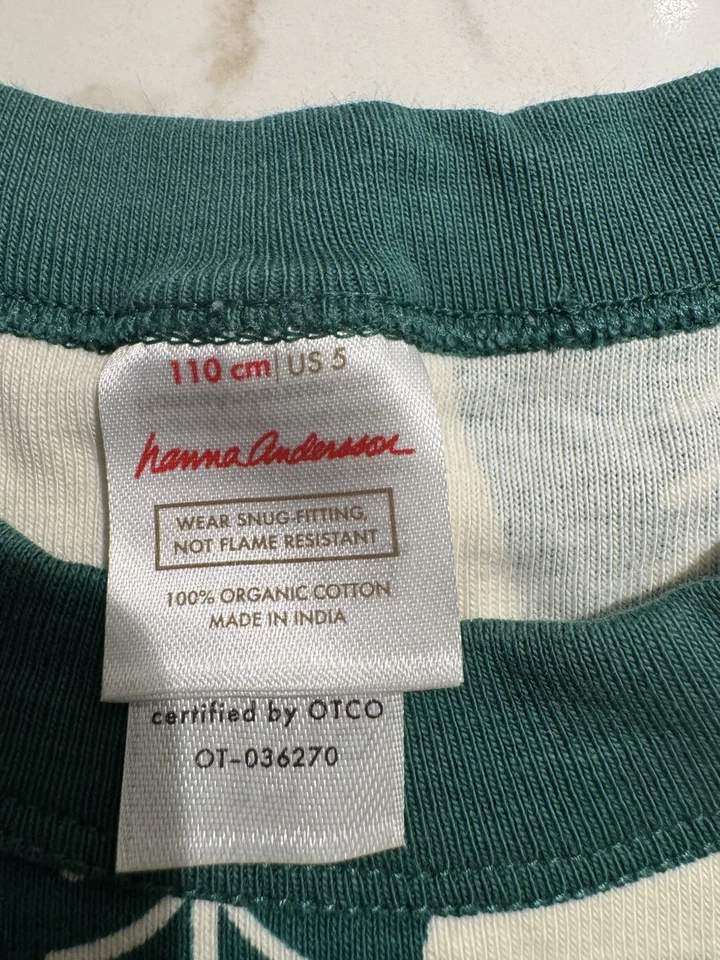 110 cm | US 5
hanna andersson
WEAR SNUG-FITTING,
NOT FLAME RESISTANT
100% ORGANIC COTTON
MADE IN INDIA
certified by OTCO
OT-036270